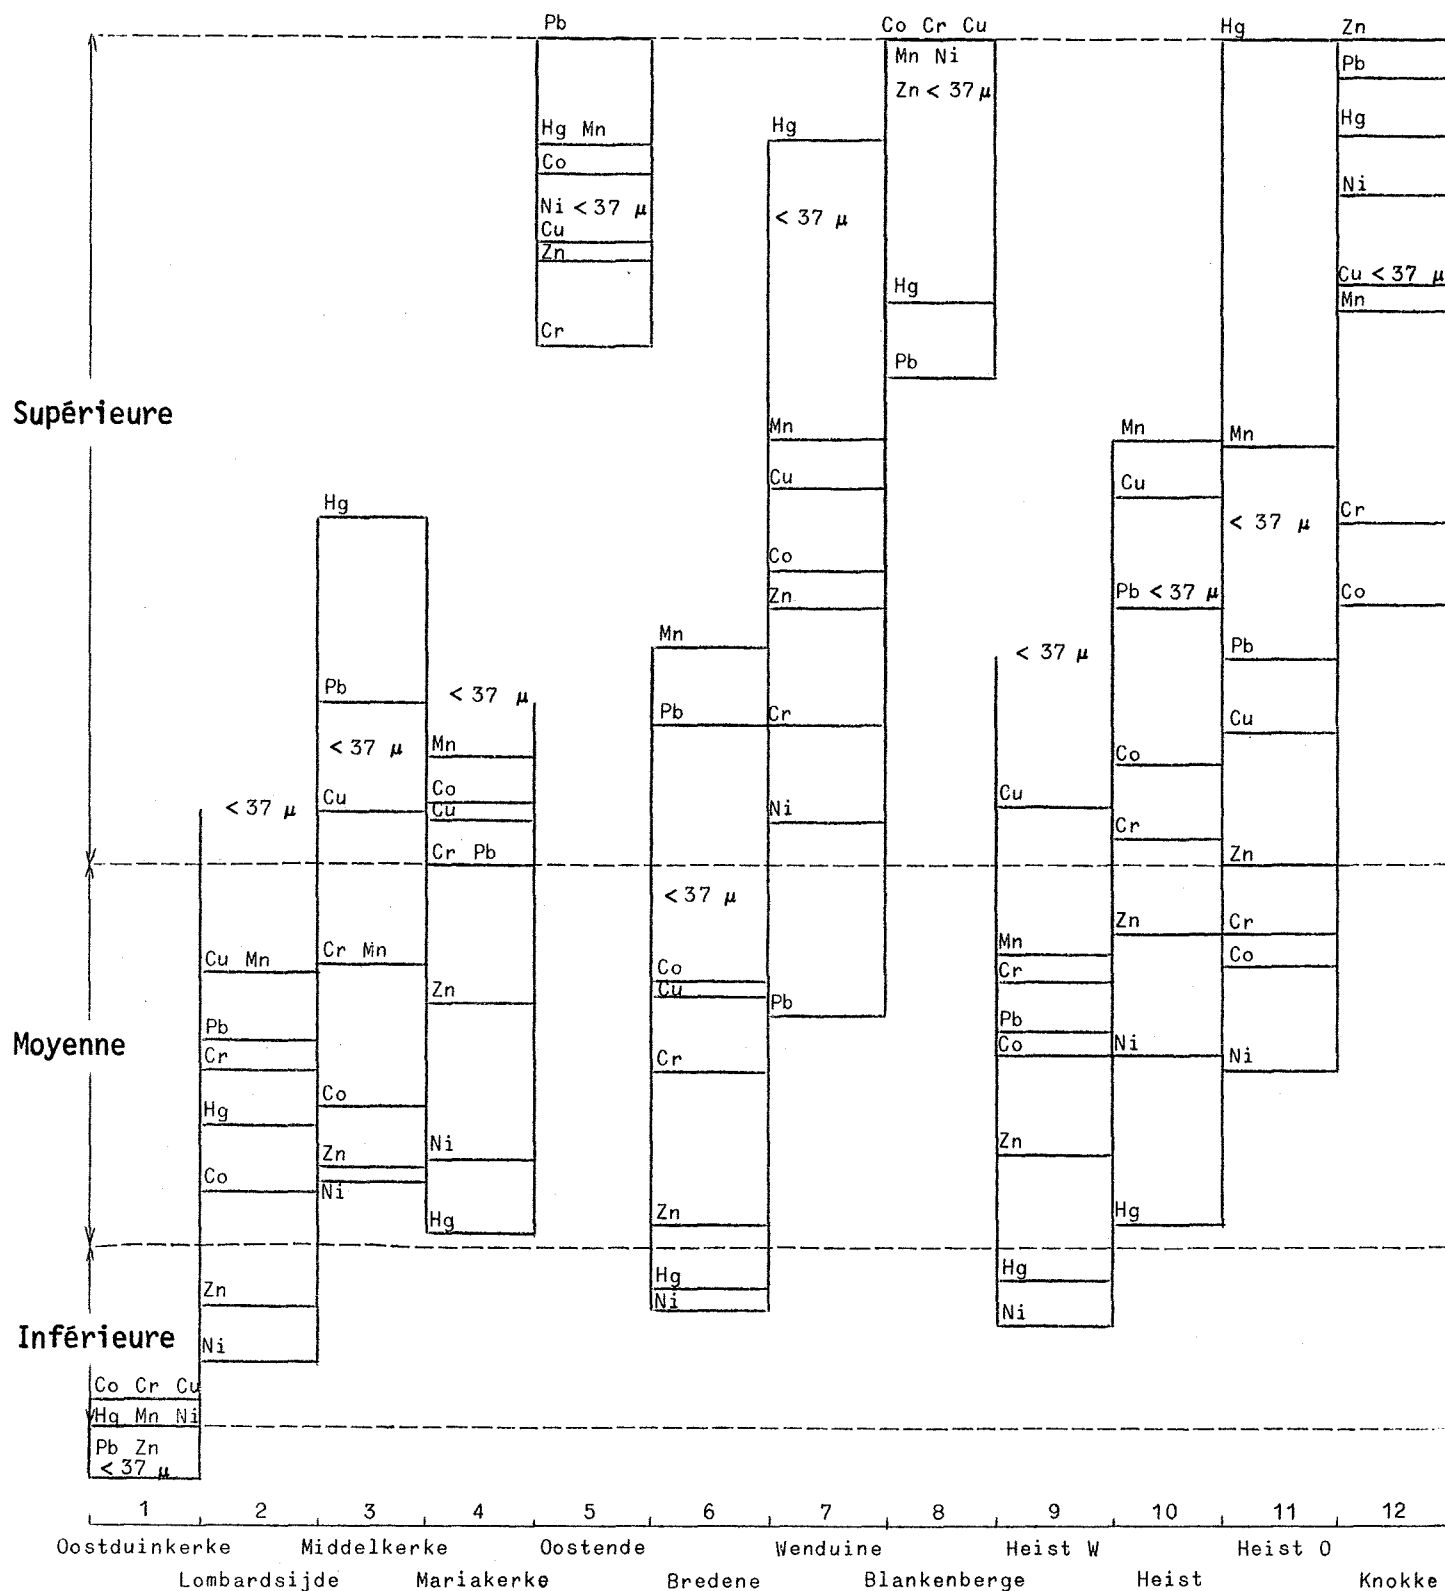 Pb
Co Cr Cu
Hg
Zn
Mn Ni
Pb
Zn < 37 μ
Hg Mn
Hg
Hg
Co
Ni
Ni < 37 μ
< 37 μ
Cu
Zn
Cu < 37 μ
Hg
Mn
Cr
Pb
Supérieure
Mn
Mn
Mn
Cu
Cu
Hg
Cr
< 37 μ
Co
Pb < 37 μ
Co
Zn
Mn
Pb
< 37 μ
Pb
< 37 μ
Pb
Cr
Cu
< 37 μ
Mn
Co
Cu
Co
Cu
Cu
< 37 μ
Ni
Cr
Cr Pb
Zn
< 37 μ
Zn
Cr
Cu Mn
Cr Mn
Mn
Co
Co
Cr
Cu
Zn
Pb
Pb
Pb
Moyenne
Co
Ni
Cr
Cr
Ni
Hg
Co
Zn
Ni
Zn
Co
Ni
Hg
Zn
Hg
Hg
Zn
Ni
Hg
Ni
Inférieure
Ni
Co Cr Cu
Hg Mn Ni
Pb Zn
< 37 μ
1 2 3 4 5 6 7 8 9 10 11 12
Oostduinkerke Middelkerke Oostende Wenduine Heist W Heist O
Lombardsijde Mariakerke Bredene Blankenberge Heist Knokke